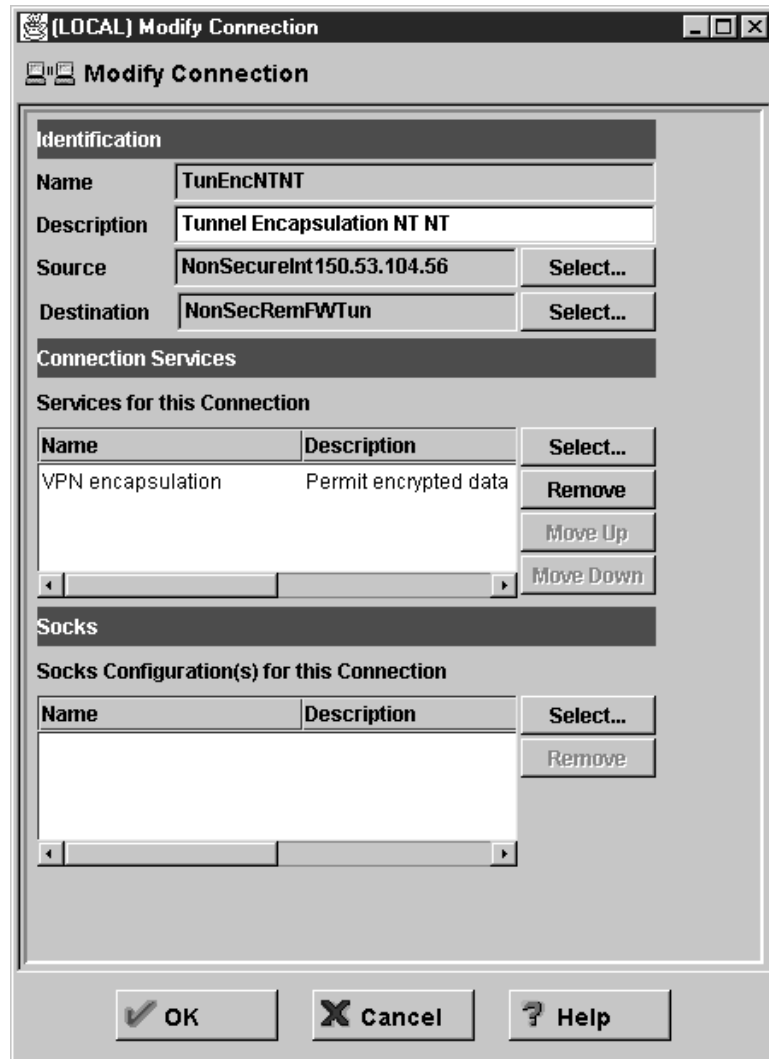 (LOCAL) Modify Connection
Modify Connection
Identification
Name TunEncNTNT
Description Tunnel Encapsulation NT NT
Source NonSecureInt150.53.104.56 Select...
Destination NonSecRemFWTun Select...
Connection Services
Services for this Connection
Name Description Select...
VPN encapsulation Permit encrypted data Remove
Move Up
Move Down
Socks
Socks Configuration(s) for this Connection
Name Description Select...
Remove
OK Cancel ? Help